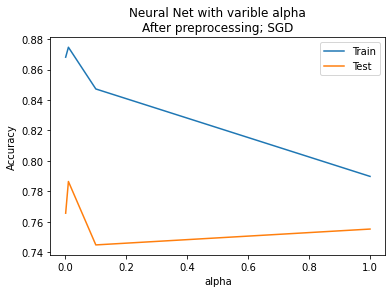 Neural Net with varible alpha
After preprocessing; SGD
Train
Test
Accuracy
0.88
0.86
0.84
0.82
0.80
0.78
0.76
0.74
0.0 0.2 0.4 0.6 0.8 1.0
alpha